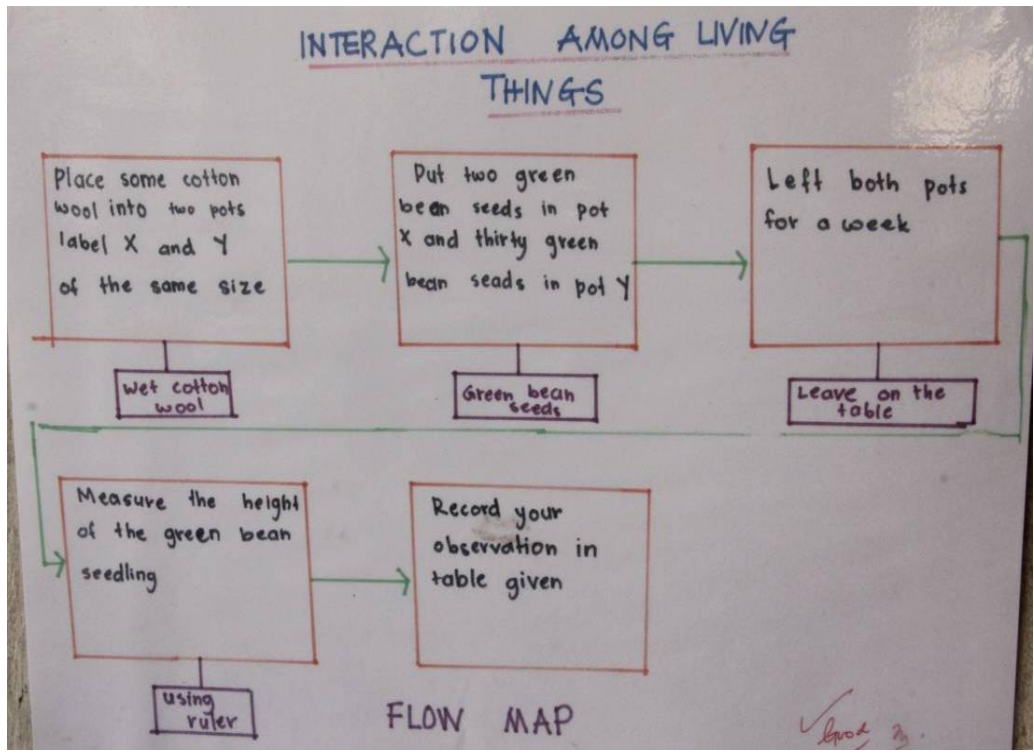 INTERACTION AMONG LIVING
THINGS
Place some cotton
wool into two pots
label X and Y
of the same size
wet cotton
wool
Put two green
bean seeds in pot
X and thirty green
bean seads in pot Y
Green bean
seeds
Left both pots
for a week
Leave on the
table
Measure the height
of the green bean
seedling
using
ruler
Record your
observation in
table given
FLOW MAP
Good